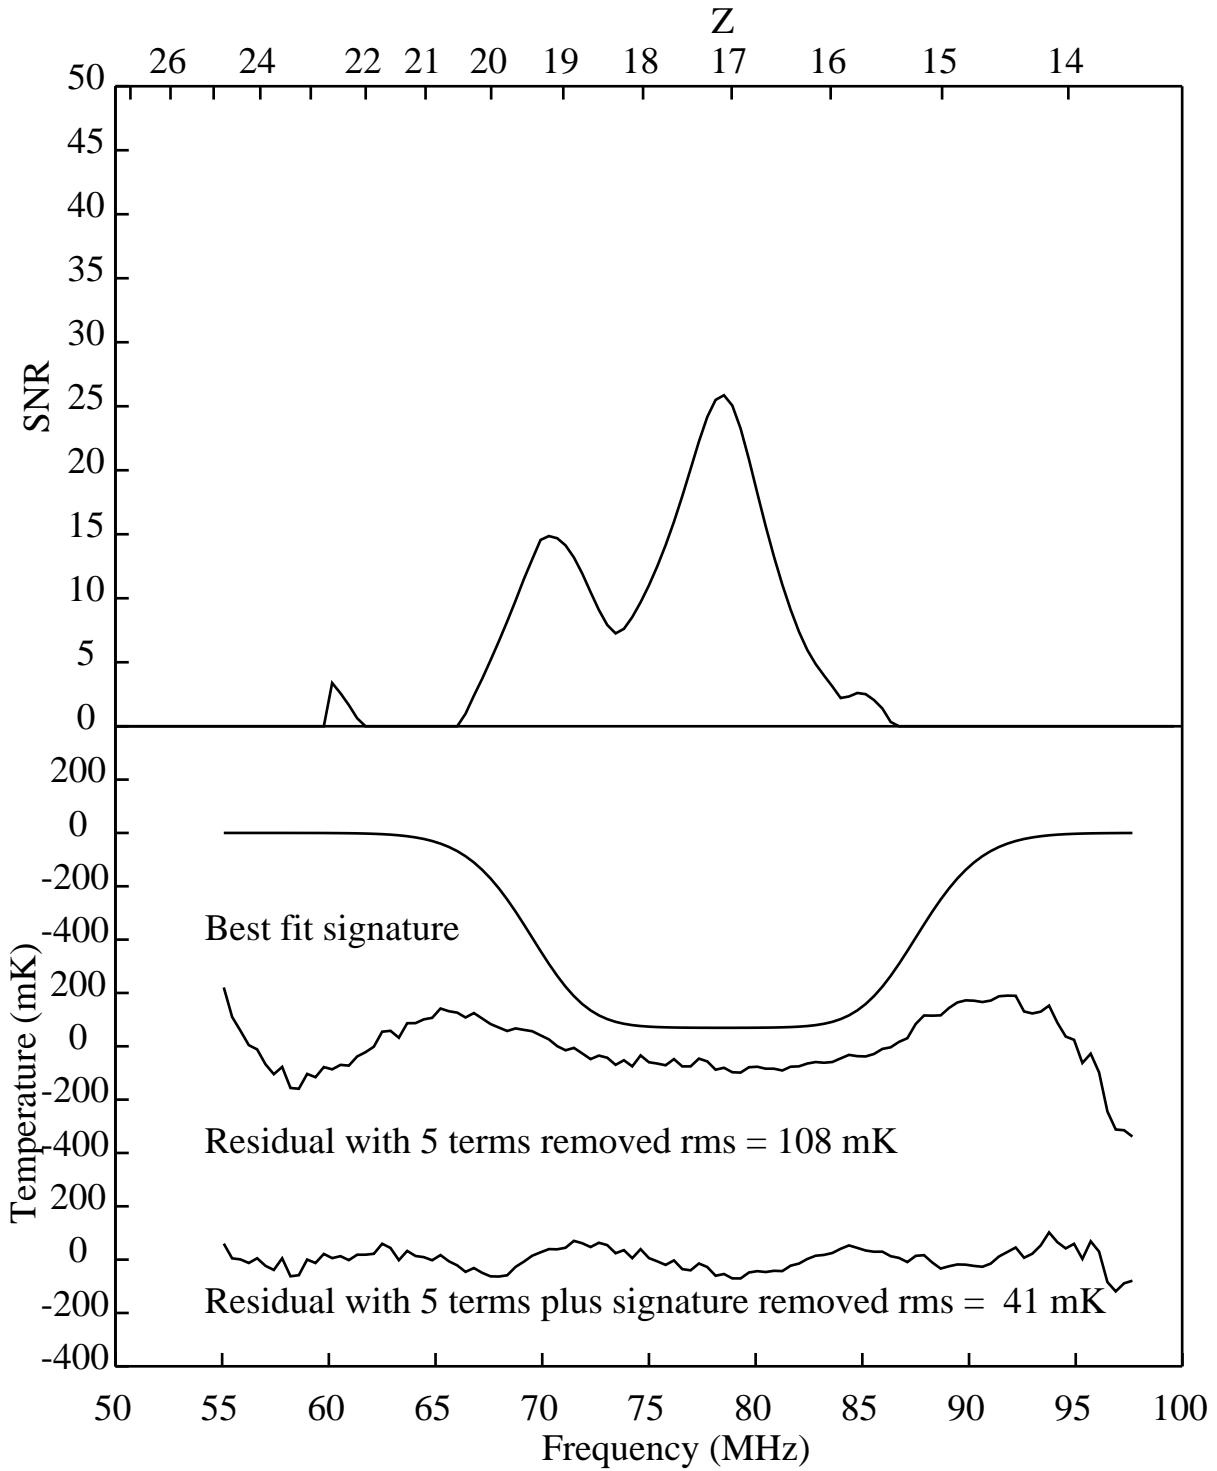 Z
26 24 22 21 20 19 18 17 16 15 14
50
45
40
35
30
25
20
15
10
5
0
SNR
200
0
-200
-400
200
0
-200
-400
200
0
-200
-400
Temperature (mK)
Best fit signature
Residual with 5 terms removed rms = 108 mK
Residual with 5 terms plus signature removed rms = 41 mK
50 55 60 65 70 75 80 85 90 95 100
Frequency (MHz)